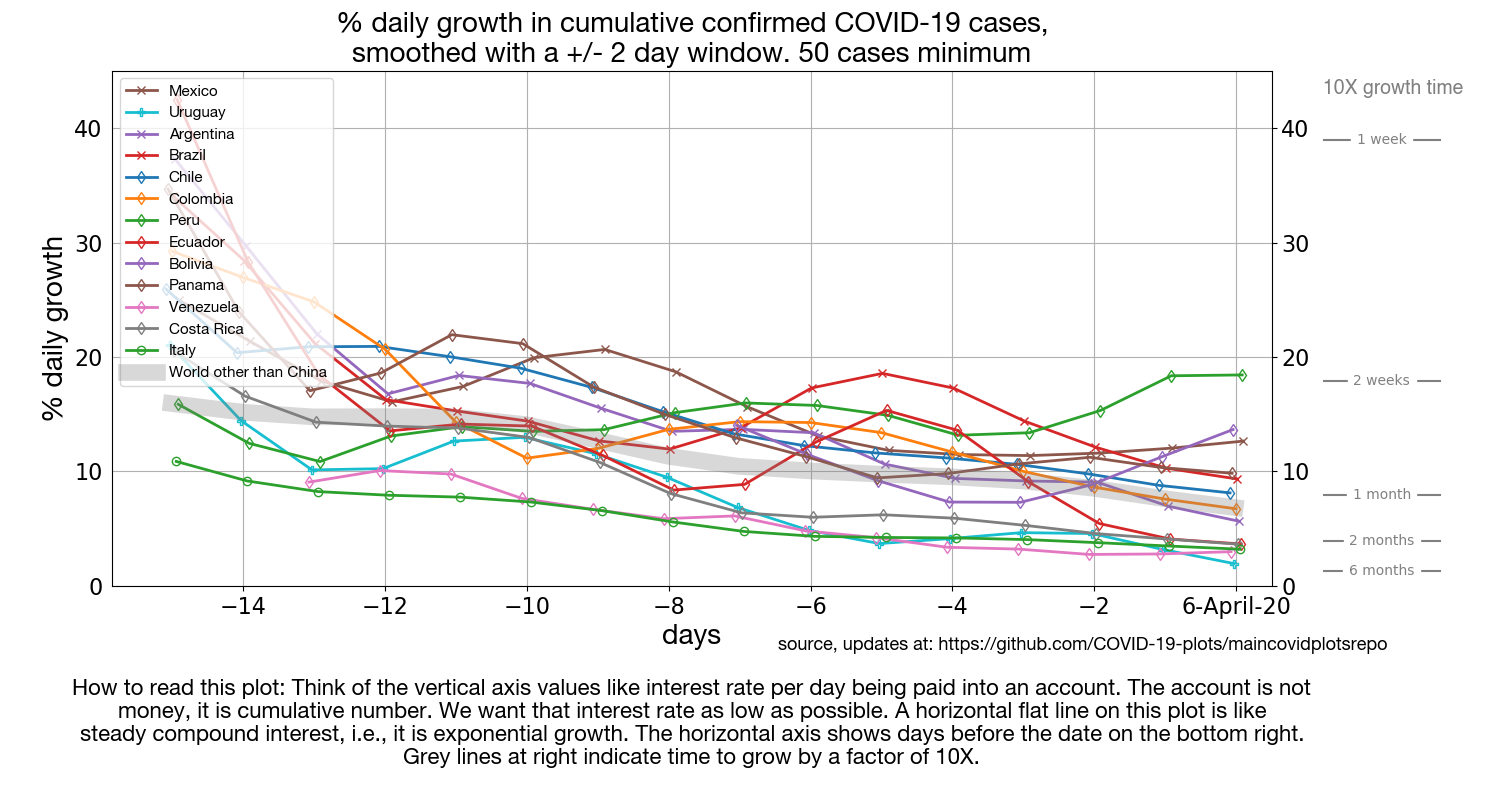 % daily growth in cumulative confirmed COVID-19 cases,
smoothed with a +/- 2 day window. 50 cases minimum
10X growth time
Mexico
Uruguay
Argentina
Brazil
Chile
Colombia
Peru
Ecuador
Bolivia
Panama
Venezuela
Costa Rica
Italy
World other than China
% daily growth
40
30
20
10
0
40
30
20
10
0
1 week
2 weeks
1 month
2 months
6 months
−14
−12
−10
−8
−6
−4
−2
6-April-20
days
source, updates at: https://github.com/COVID-19-plots/maincovidplotsrepo
How to read this plot: Think of the vertical axis values like interest rate per day being paid into an account. The account is not
money, it is cumulative number. We want that interest rate as low as possible. A horizontal flat line on this plot is like
steady compound interest, i.e., it is exponential growth. The horizontal axis shows days before the date on the bottom right.
Grey lines at right indicate time to grow by a factor of 10X.